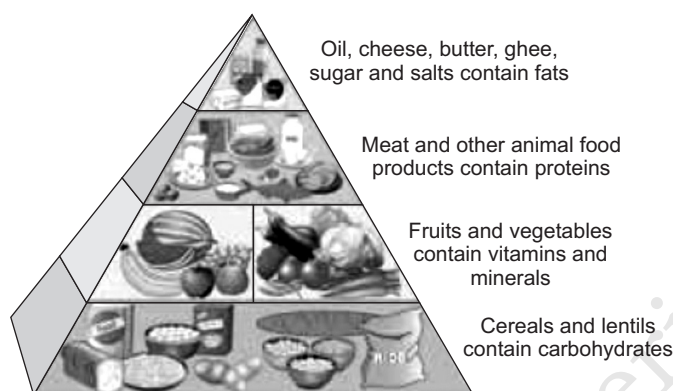 Oil, cheese, butter, ghee,
sugar and salts contain fats
Meat and other animal food
products contain proteins
Fruits and vegetables
contain vitamins and
minerals
Cereals and lentils
contain carbohydrates